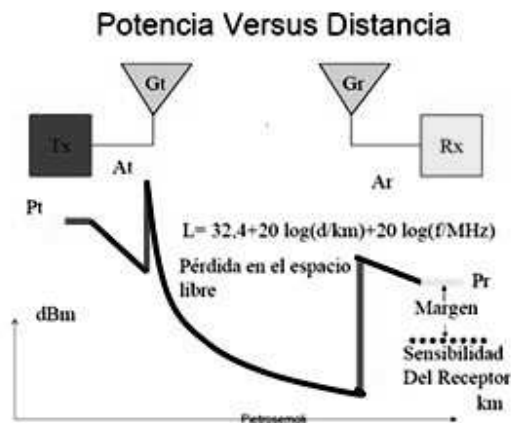 Potencia Versus Distancia
Gt
Gr
Tx
Rx
At
Ar
Pt
L= 32,4+20 log(d/km)+20 log(f/MHz)
Pérdida en el espacio
libre
Pr
Margen
dBm
Sensibilidad
Del Receptor
km
Pietrosemoli